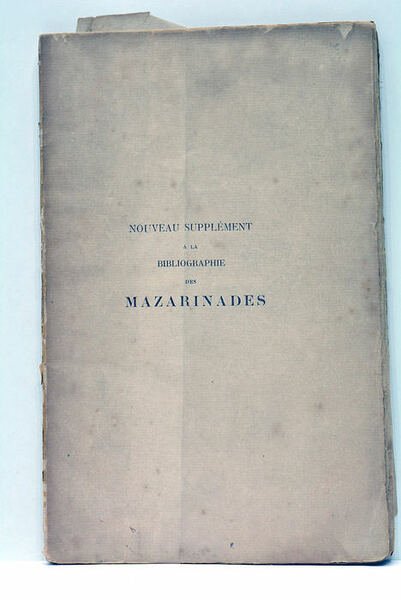 NOUVEAU SUPPLÉMENT
A LA
BIBLIOGRAPHIE
DES
MAZARINADES